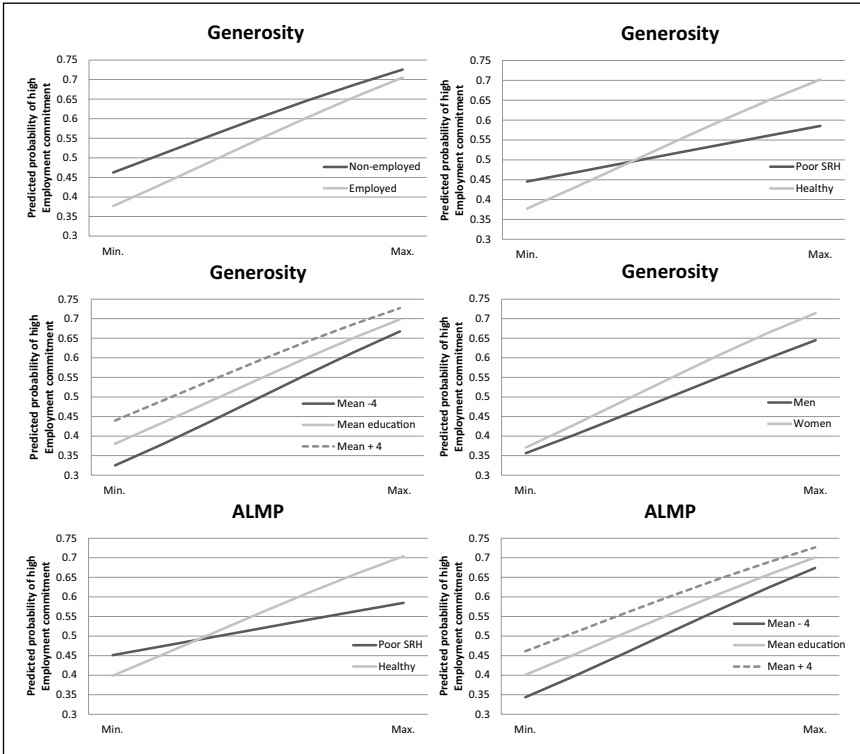 Generosity
Predicted probability of high
Employment commitment
0.75
0.7
0.65
0.6
0.55
0.5
0.45
0.4
0.35
0.3
Non-employed
Employed
Min.
Max.
Generosity
Predicted probability of high
Employment commitment
0.75
0.7
0.65
0.6
0.55
0.5
0.45
0.4
0.35
0.3
Poor SRH
Healthy
Min.
Max.
Generosity
Predicted probability of high
Employment commitment
0.75
0.7
0.65
0.6
0.55
0.5
0.45
0.4
0.35
0.3
Mean -4
Mean education
Mean + 4
Min.
Max.
Generosity
Predicted probability of high
Employment commitment
0.75
0.7
0.65
0.6
0.55
0.5
0.45
0.4
0.35
0.3
Men
Women
Min.
Max.
ALMP
Predicted probability of high
Employment commitment
0.75
0.7
0.65
0.6
0.55
0.5
0.45
0.4
0.35
0.3
Poor SRH
Healthy
Min.
Max.
ALMP
Predicted probability of high
Employment commitment
0.75
0.7
0.65
0.6
0.55
0.5
0.45
0.4
0.35
0.3
Mean - 4
Mean education
Mean + 4
Min.
Max.